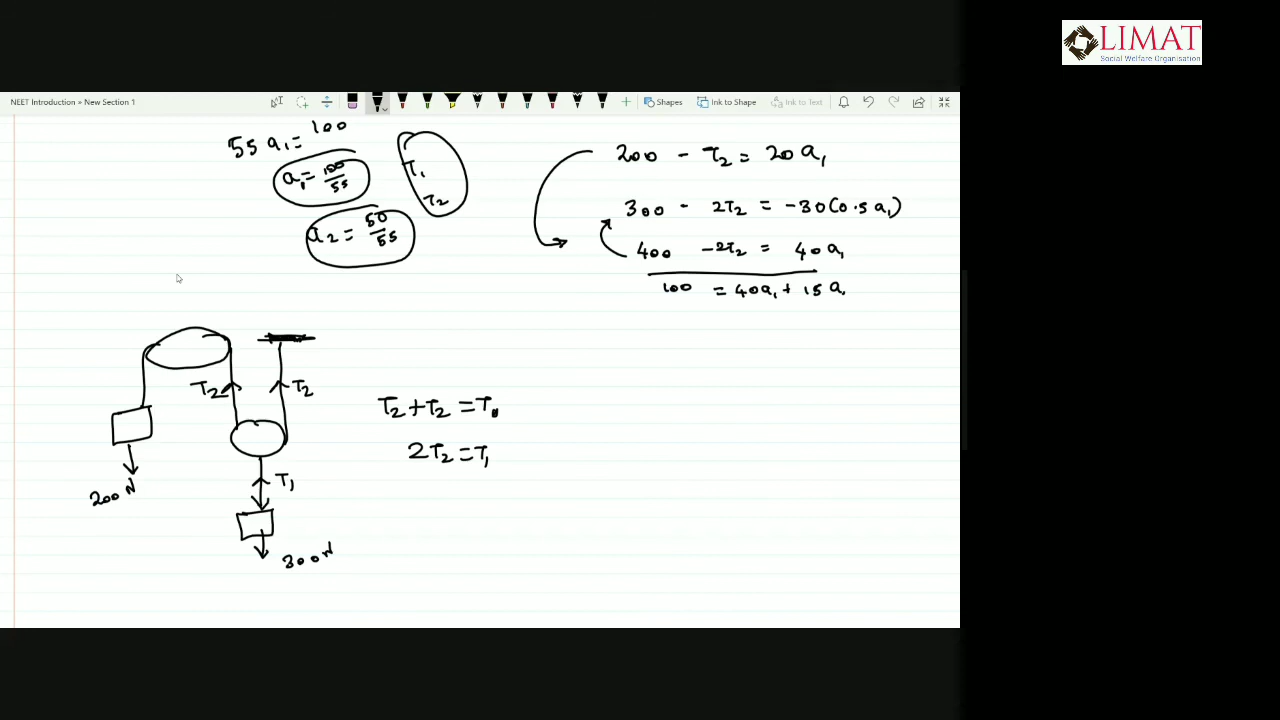 LIMAT
Social Welfare Organisation
NEET Introduction » New Section 1
Shapes
Ink to Shape
Ink to Text
55 a₁ = 100
a₁ = 100/55
a₂ = 50/55
T₁
T₂
200 - T₂ = 20 a₁
300 - 2T₂ = -30(0.5 a₁)
400 - 2T₂ = 40 a₁
100 = 40a₁ + 15 a₁
T₂
T₂
T₂ + T₂ = T₁
2T₂ = T₁
200 N
T₁
300 N